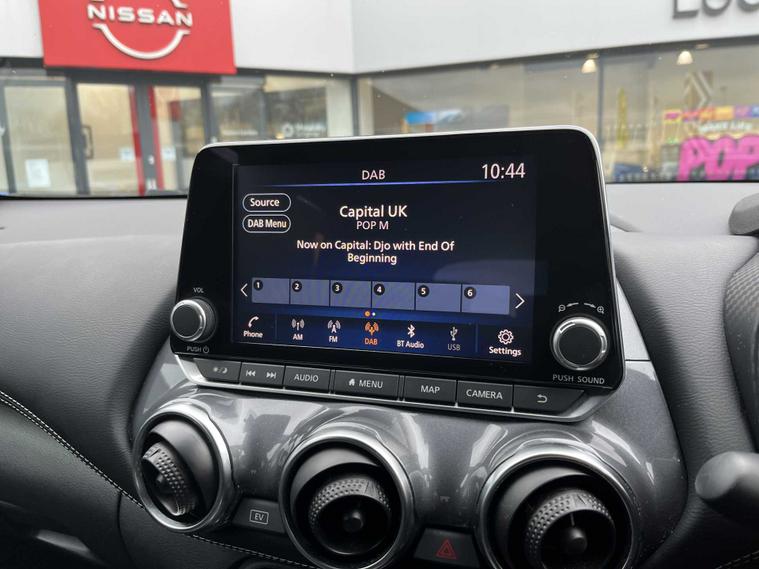 NISSAN
DAB
10:44
Source
DAB Menu
Capital UK
POP M
Now on Capital: Djo with End Of
Beginning
1 2 3 4 5 6
Phone
AM
FM
DAB
BT Audio
USB
Settings
VOL
PUSH
PUSH SOUND
AUDIO
MENU
MAP
CAMERA
EV
POP